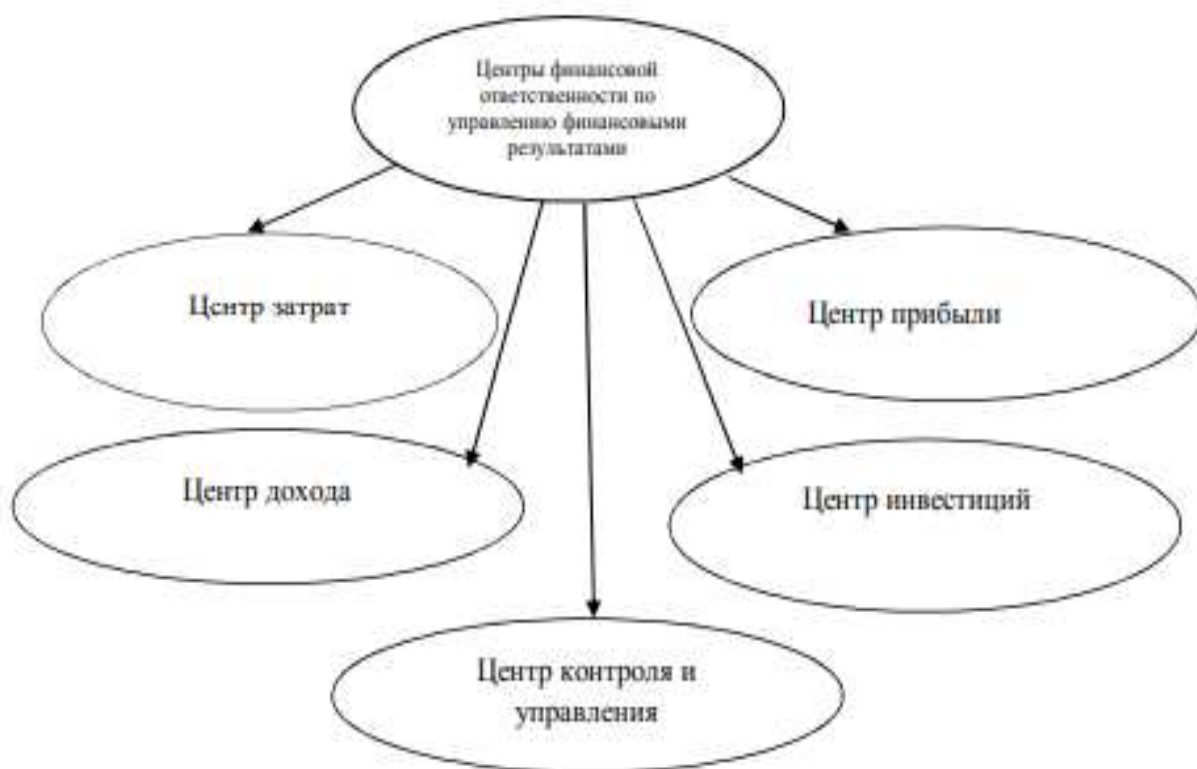 Центры финансовой
ответственности по
управлению финансовыми
результатами
Центр затрат
Центр прибыли
Центр дохода
Центр инвестиций
Центр контроля и
управления